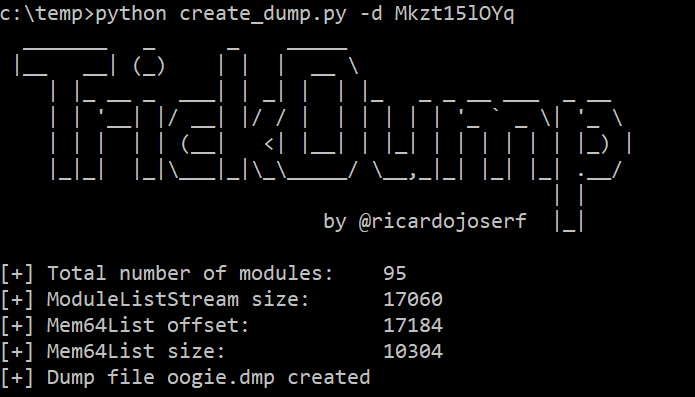 c:\temp>python create_dump.py -d Mkzt15lOYq
TrickDump
by @ricardojoserf
[+] Total number of modules: 95
[+] ModuleListStream size: 17060
[+] Mem64List offset: 17184
[+] Mem64List size: 10304
[+] Dump file oogie.dmp created